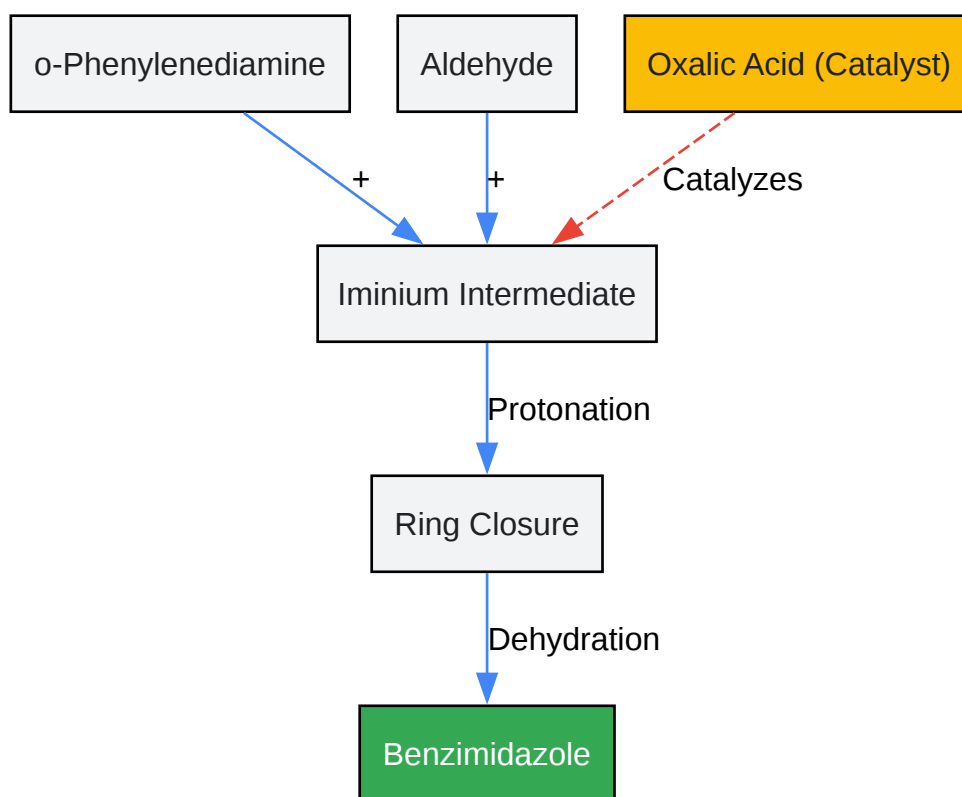 o-Phenylenediamine
Aldehyde
Oxalic Acid (Catalyst)
+
+
Catalyzes
Iminium Intermediate
Protonation
Ring Closure
Dehydration
Benzimidazole